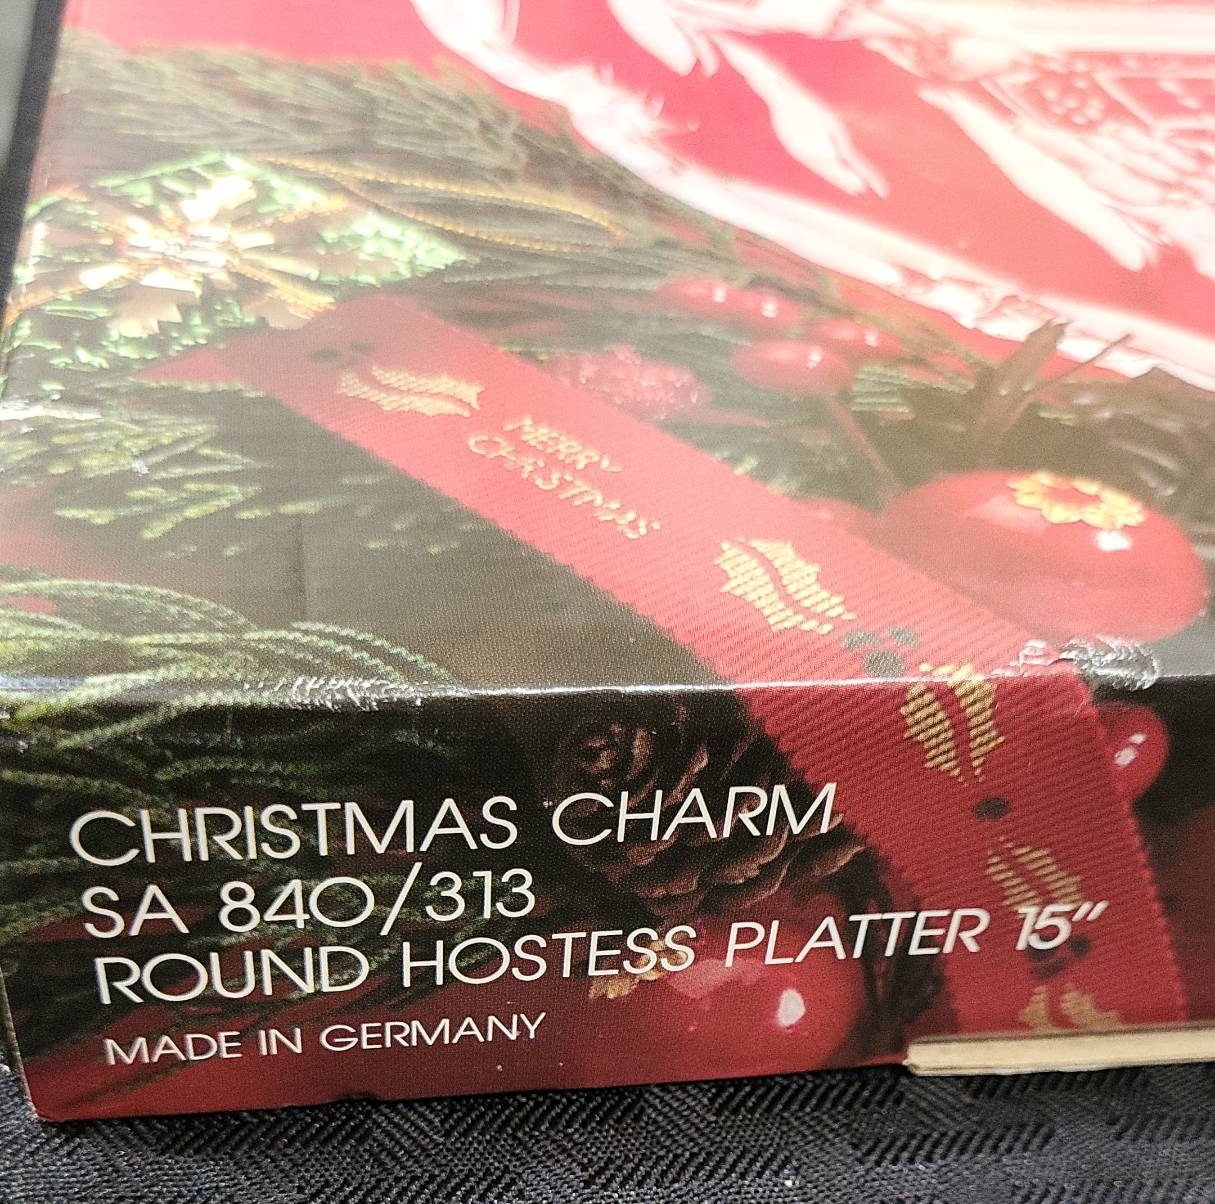 MERRY
CHRISTMAS
CHRISTMAS CHARM
SA 840/313
ROUND HOSTESS PLATTER 15″
MADE IN GERMANY